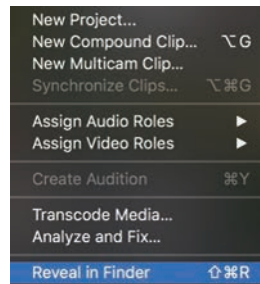 New Project...
New Compound Clip... ⌥G
New Multicam Clip...
Synchronize Clips... ⌥⌘G
Assign Audio Roles ▶
Assign Video Roles ▶
Create Audition ⌘Y
Transcode Media...
Analyze and Fix...
Reveal in Finder ⇧⌘R